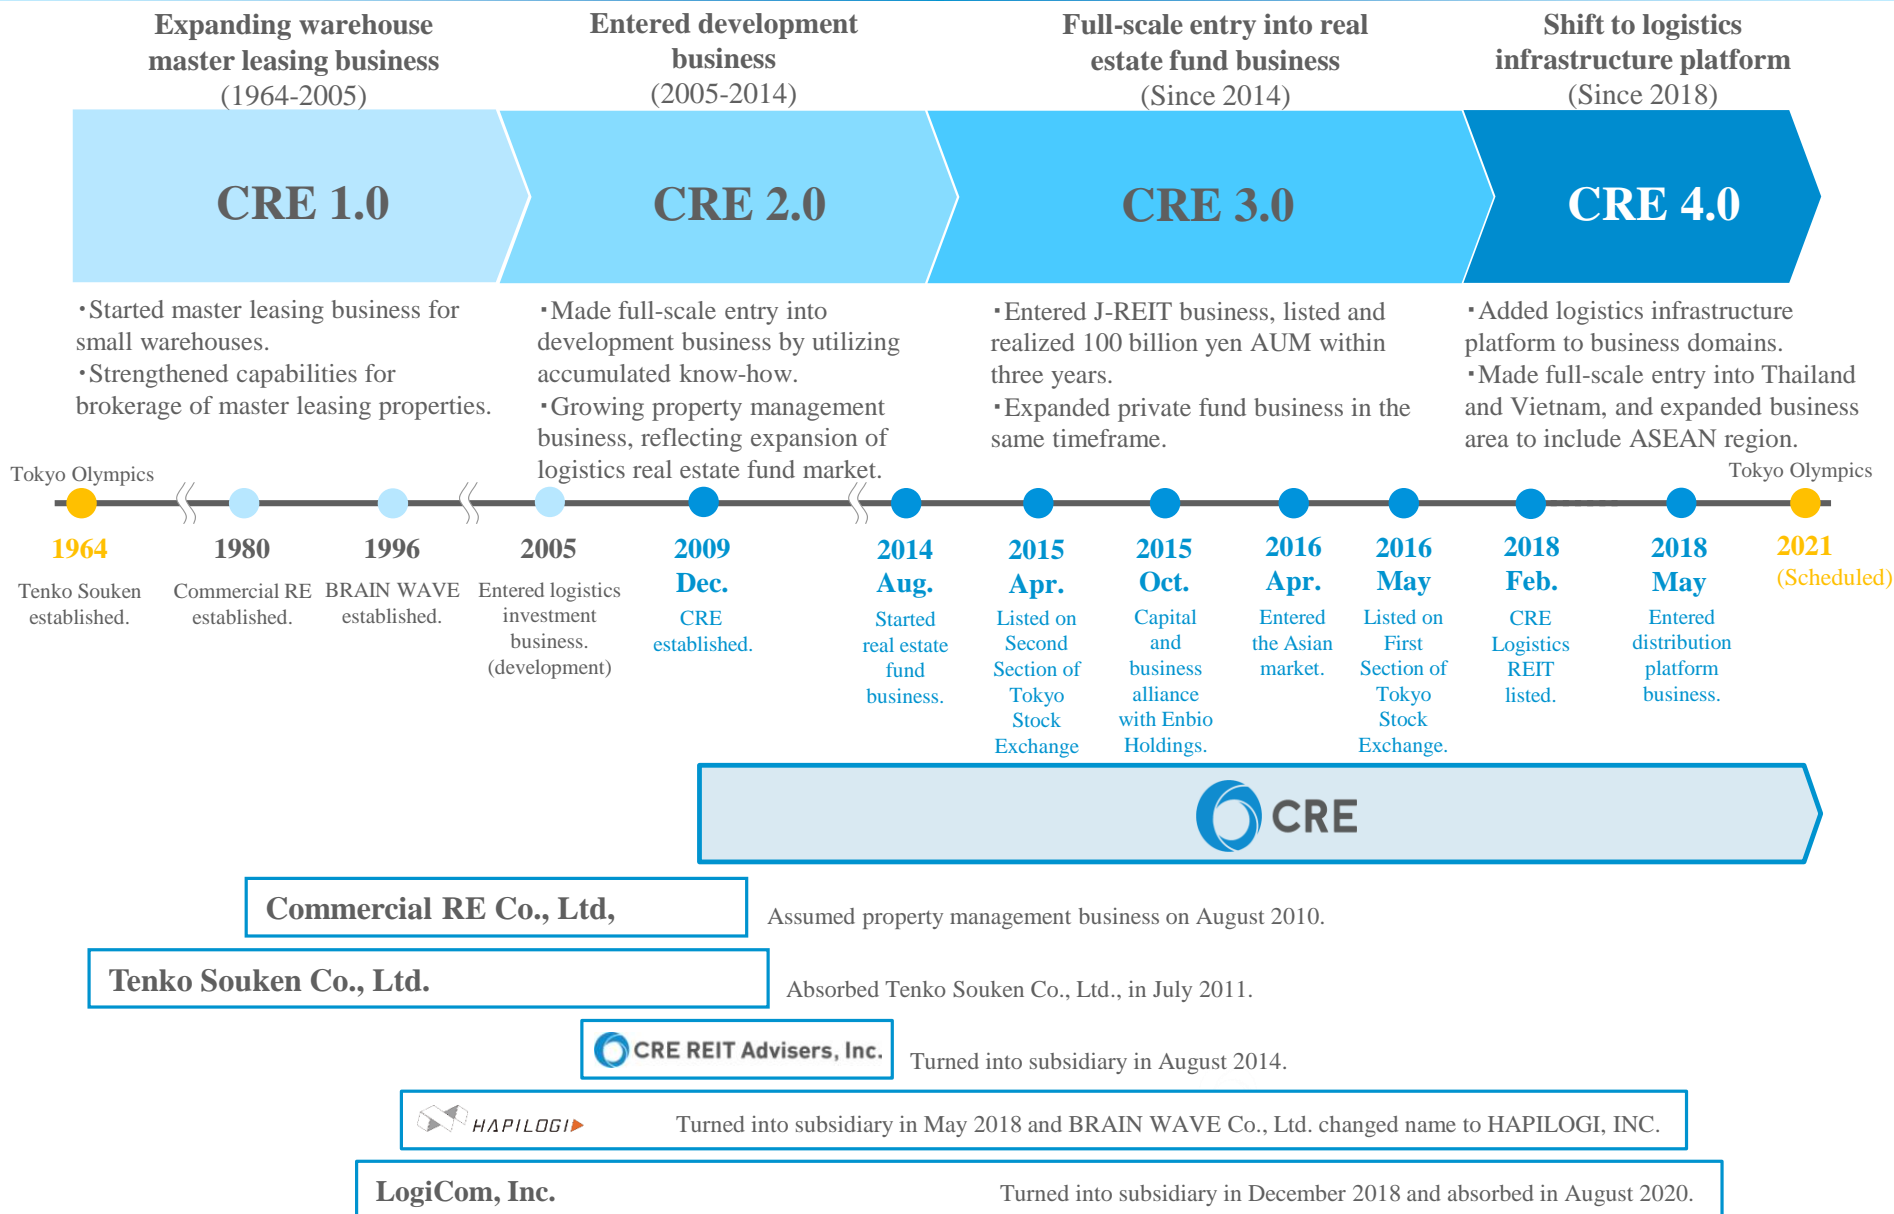 Expanding warehouse
master leasing business
(1964-2005)
Entered development
business
(2005-2014)
Full-scale entry into real
estate fund business
(Since 2014)
Shift to logistics
infrastructure platform
(Since 2018)
CRE 1.0
CRE 2.0
CRE 3.0
CRE 4.0
・Started master leasing business for
small warehouses.
・Strengthened capabilities for
brokerage of master leasing properties.
・Made full-scale entry into
development business by utilizing
accumulated know-how.
・Growing property management
business, reflecting expansion of
logistics real estate fund market.
・Entered J-REIT business, listed and
realized 100 billion yen AUM within
three years.
・Expanded private fund business in the
same timeframe.
・Added logistics infrastructure
platform to business domains.
・Made full-scale entry into Thailand
and Vietnam, and expanded business
area to include ASEAN region.
Tokyo Olympics
Tokyo Olympics
1964
Tenko Souken
established.
1980
Commercial RE
established.
1996
BRAIN WAVE
established.
2005
Entered logistics
investment
business.
(development)
2009
Dec.
CRE
established.
2014
Aug.
Started
real estate
fund
business.
2015
Apr.
Listed on
Second
Section of
Tokyo
Stock
Exchange
2015
Oct.
Capital
and
business
alliance
with Enbio
Holdings.
2016
Apr.
Entered
the Asian
market.
2016
May
Listed on
First
Section of
Tokyo
Stock
Exchange.
2018
Feb.
CRE
Logistics
REIT
listed.
2018
May
Entered
distribution
platform
business.
2021
(Scheduled)
CRE
Commercial RE Co., Ltd,
Assumed property management business on August 2010.
Tenko Souken Co., Ltd.
Absorbed Tenko Souken Co., Ltd., in July 2011.
CRE REIT Advisers, Inc.
Turned into subsidiary in August 2014.
HAPILOGI
Turned into subsidiary in May 2018 and BRAIN WAVE Co., Ltd. changed name to HAPILOGI, INC.
LogiCom, Inc.
Turned into subsidiary in December 2018 and absorbed in August 2020.